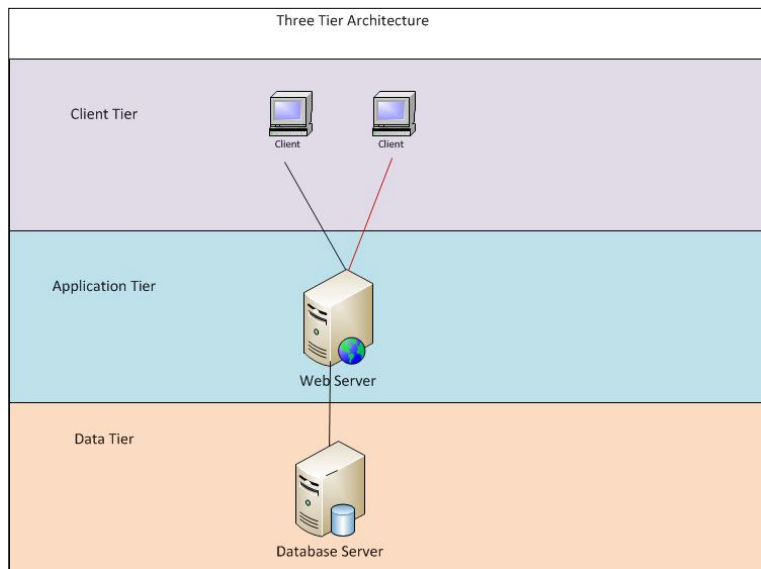 Three Tier Architecture
Client Tier
Client
Client
Application Tier
Web Server
Data Tier
Database Server